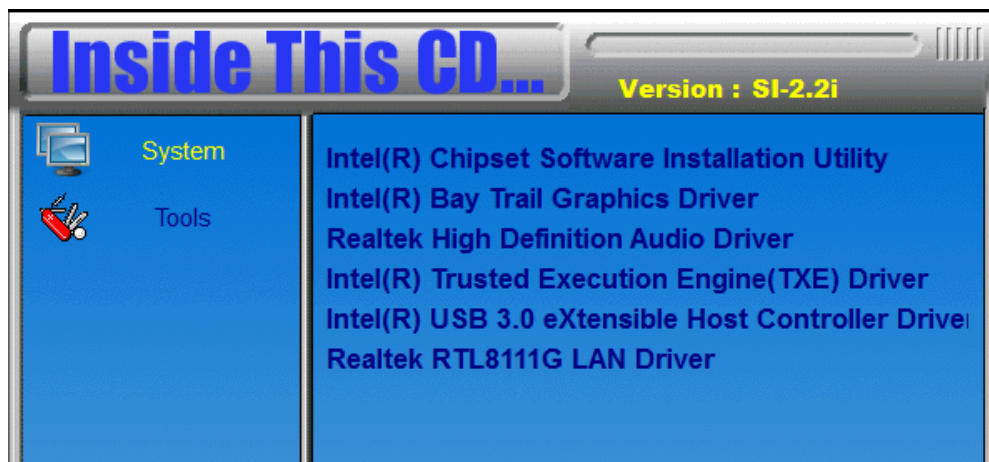 Inside This CD...
Version : SI-2.2i
System
Tools
Intel(R) Chipset Software Installation Utility
Intel(R) Bay Trail Graphics Driver
Realtek High Definition Audio Driver
Intel(R) Trusted Execution Engine(TXE) Driver
Intel(R) USB 3.0 eXtensible Host Controller
Realtek RTL8111G LAN Driver